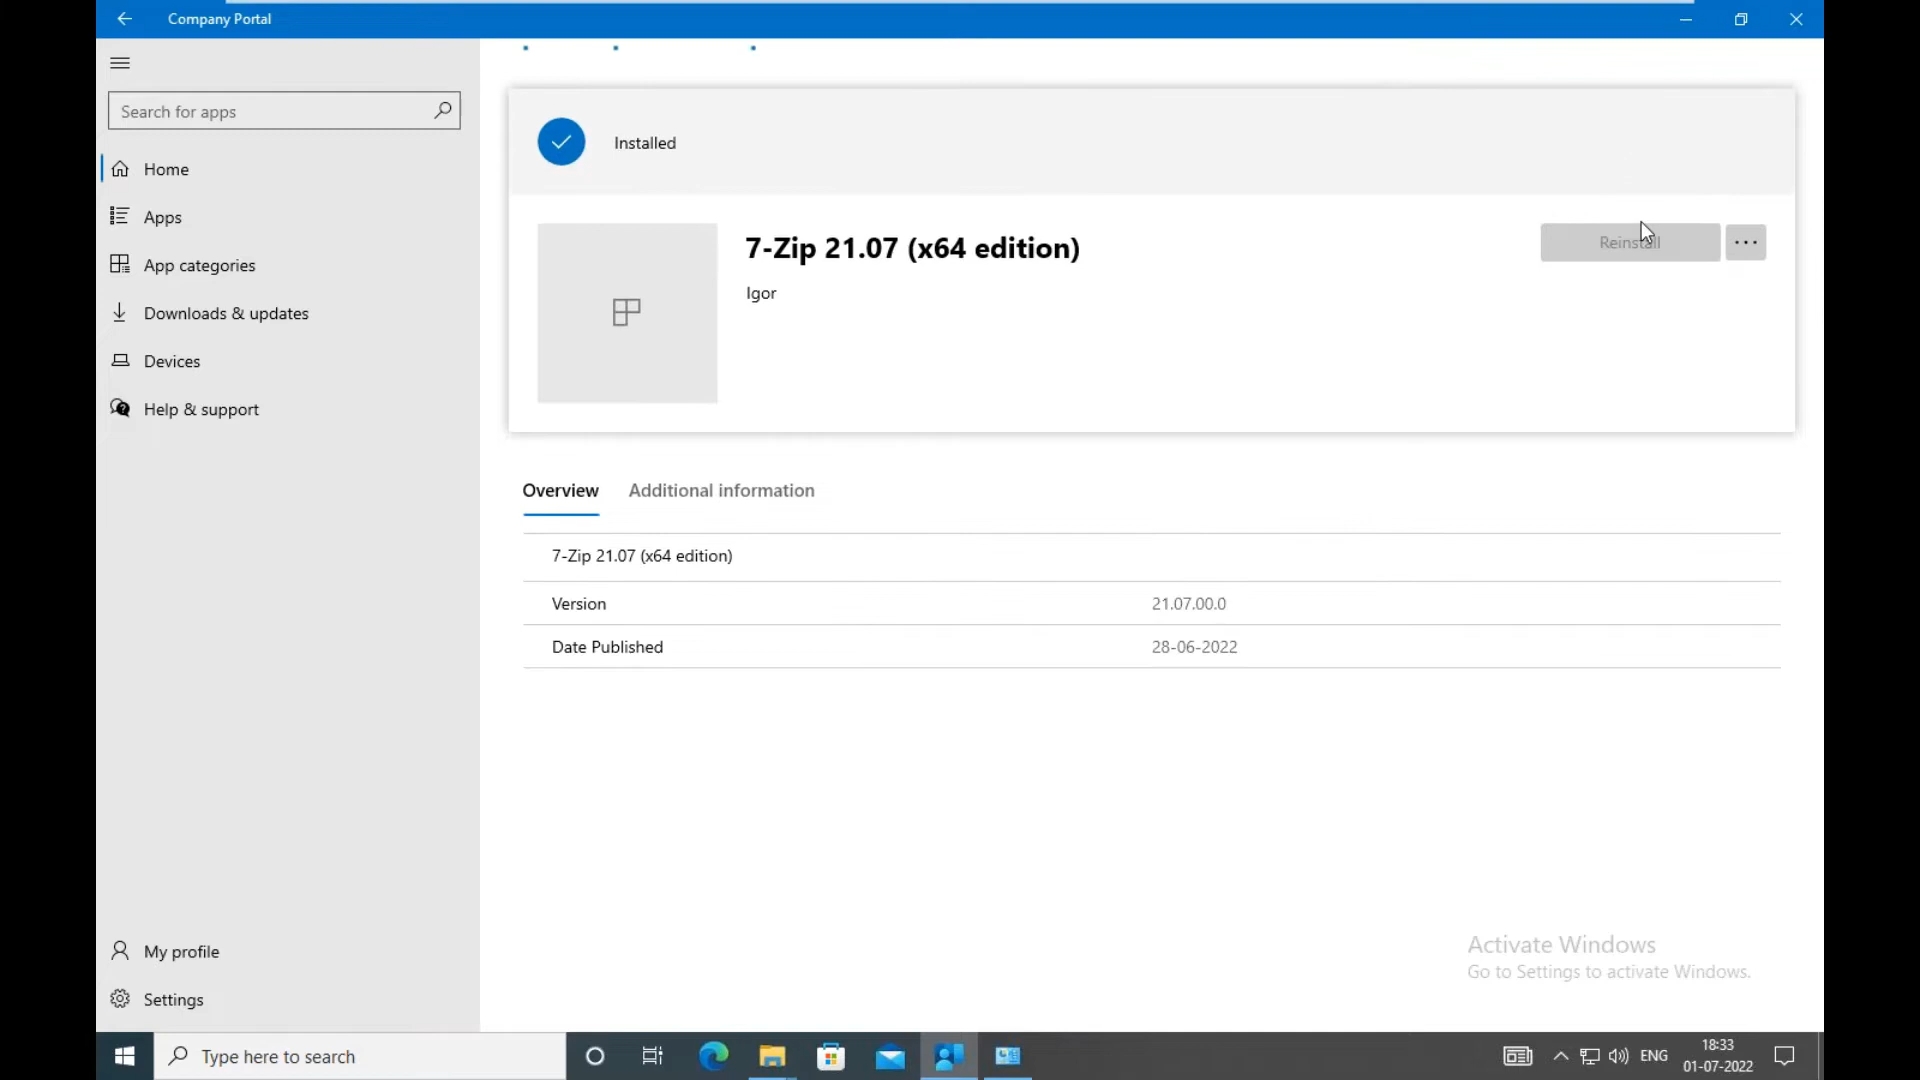 Company Portal
Search for apps
Home
Apps
App categories
Downloads & updates
Devices
Help & support
My profile
Settings
Installed
7-Zip 21.07 (x64 edition)
Igor
Reinstall
Overview
Additional information
7-Zip 21.07 (x64 edition)
Version 21.07.00.0
Date Published 28-06-2022
Activate Windows
Go to Settings to activate Windows.
Type here to search
ENG
18:33
01-07-2022